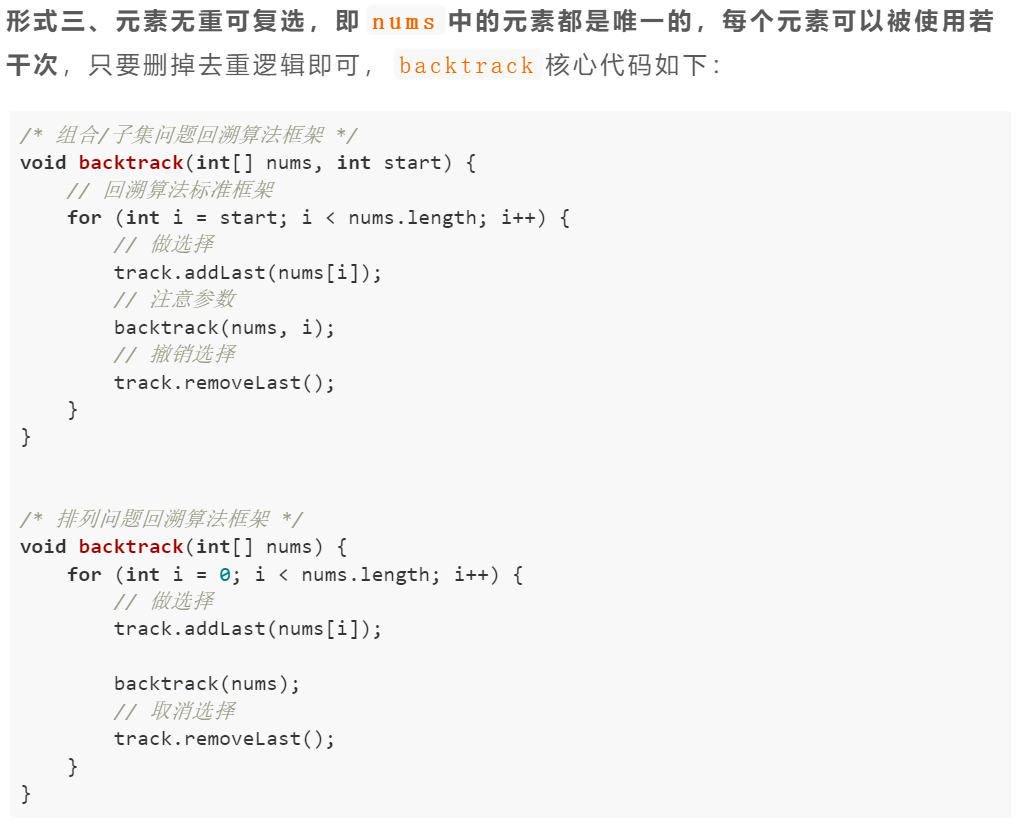 形式三、元素无重可复选，即 nums 中的元素都是唯一的，每个元素可以被使用若
干次，只要删掉去重逻辑即可， backtrack 核心代码如下：
/* 组合/子集问题回溯算法框架 */
void backtrack(int[] nums, int start) {
    // 回溯算法标准框架
    for (int i = start; i < nums.length; i++) {
        // 做选择
        track.addLast(nums[i]);
        // 注意参数
        backtrack(nums, i);
        // 撤销选择
        track.removeLast();
    }
}
/* 排列问题回溯算法框架 */
void backtrack(int[] nums) {
    for (int i = 0; i < nums.length; i++) {
        // 做选择
        track.addLast(nums[i]);
        backtrack(nums);
        // 取消选择
        track.removeLast();
    }
}